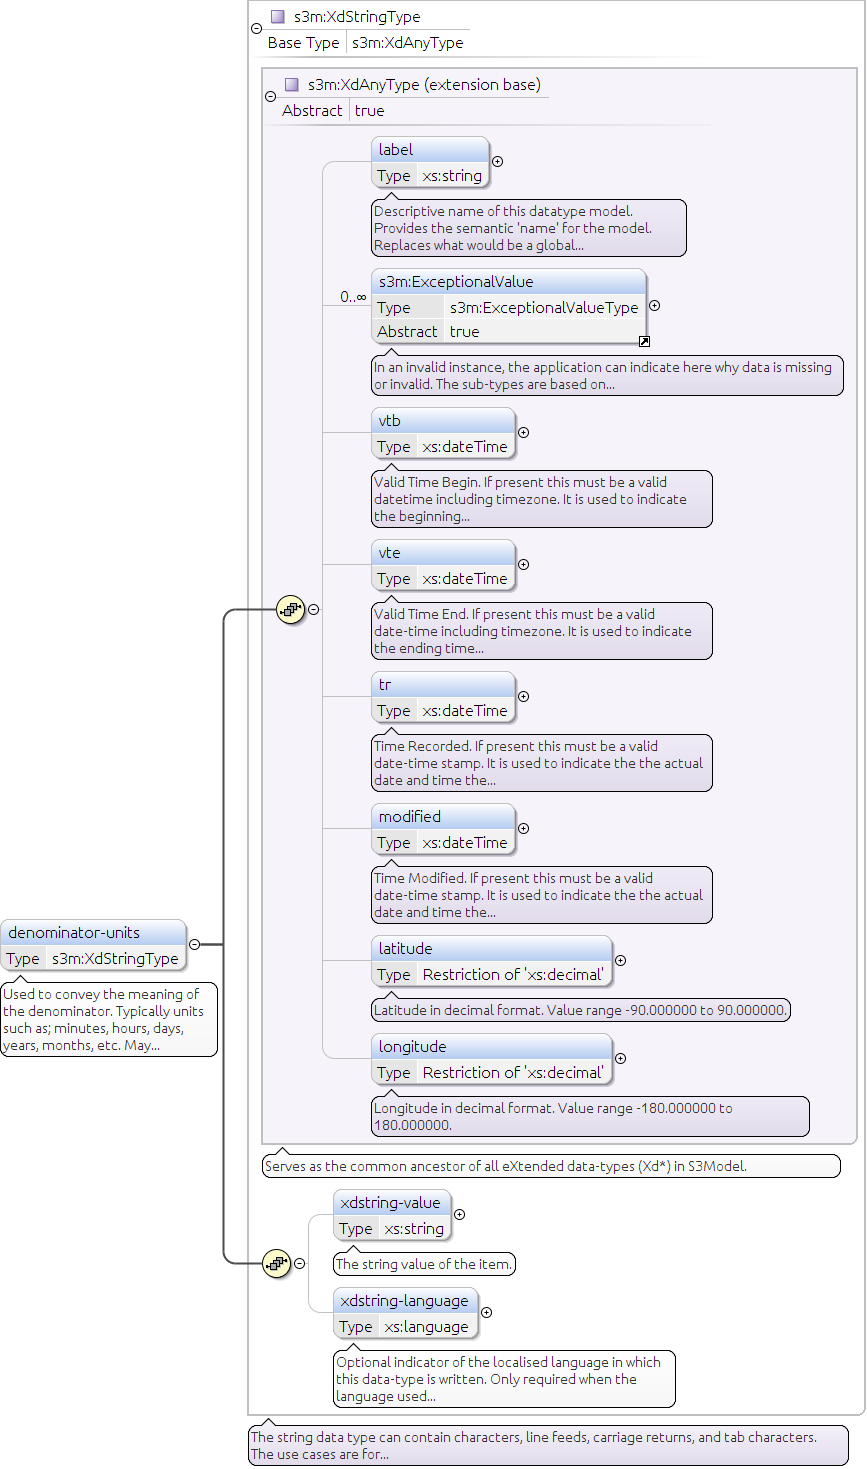 s3m:XdStringType
Base Type s3m:XdAnyType
s3m:XdAnyType (extension base)
Abstract true
label
Type xs:string
Descriptive name of this datatype model.
Provides the semantic 'name' for the model.
Replaces what would be a global...
0..∞
s3m:ExceptionalValue
Type s3m:ExceptionalValueType
Abstract true
In an invalid instance, the application can indicate here why data is missing
or invalid. The sub-types are based on...
vtb
Type xs:dateTime
Valid Time Begin. If present this must be a valid
datetime including timezone. It is used to indicate
the beginning...
vte
Type xs:dateTime
Valid Time End. If present this must be a valid
date-time including timezone. It is used to indicate
the ending time...
tr
Type xs:dateTime
Time Recorded. If present this must be a valid
date-time stamp. It is used to indicate the the actual
date and time the...
modified
Type xs:dateTime
Time Modified. If present this must be a valid
date-time stamp. It is used to indicate the the actual
date and time the...
latitude
Type Restriction of 'xs:decimal'
Latitude in decimal format. Value range -90.000000 to 90.000000.
longitude
Type Restriction of 'xs:decimal'
Longitude in decimal format. Value range -180.000000 to
180.000000.
denominator-units
Type s3m:XdStringType
Used to convey the meaning of
the denominator. Typically units
such as; minutes, hours, days,
years, months, etc. May...
Serves as the common ancestor of all eXtended data-types (Xd*) in S3Model.
xdstring-value
Type xs:string
The string value of the item.
xdstring-language
Type xs:language
Optional indicator of the localised language in which
this data-type is written. Only required when the
language used...
The string data type can contain characters, line feeds, carriage returns, and tab characters.
The use cases are for...